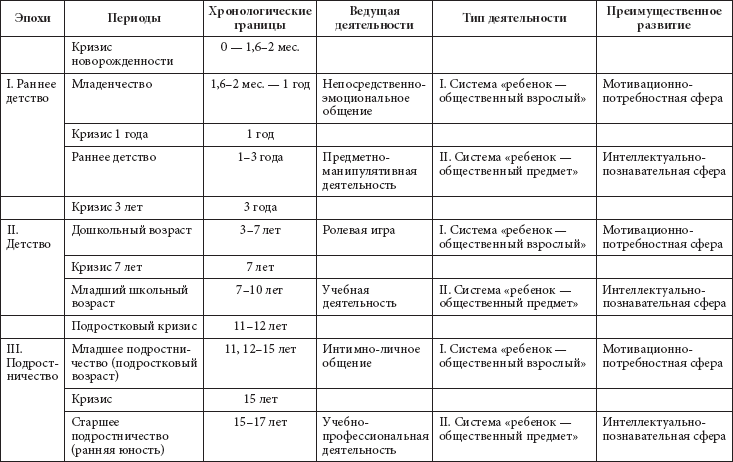 Эпохи Периоды Хронологические границы Ведущая деятельности Тип деятельности Преимущественное развитие
Кризис новорожденности 0 — 1,6–2 мес.
I. Раннее детство Младенчество 1,6–2 мес. — 1 год Непосредственно-эмоциональное общение I. Система «ребенок — общественный взрослый» Мотивационно-потребностная сфера
Кризис 1 года 1 год
Раннее детство 1–3 года Предметно-манипулятивная деятельность II. Система «ребенок — общественный предмет» Интеллектуально-познавательная сфера
Кризис 3 лет 3 года
II. Детство Дошкольный возраст 3–7 лет Ролевая игра I. Система «ребенок — общественный взрослый» Мотивационно-потребностная сфера
Кризис 7 лет 7 лет
Младший школьный возраст 7–10 лет Учебная деятельность II. Система «ребенок — общественный предмет» Интеллектуально-познавательная сфера
Подростковый кризис 11–12 лет
III. Подрост-ничество Младшее подростни-чество (подростковый возраст) 11, 12–15 лет Интимно-личное общение I. Система «ребенок — общественный взрослый» Мотивационно-потребностная сфера
Кризис 15 лет
Старшее подростничество (ранняя юность) 15–17 лет Учебно-профессиональная деятельность II. Система «ребенок — общественный предмет» Интеллектуально-познавательная сфера